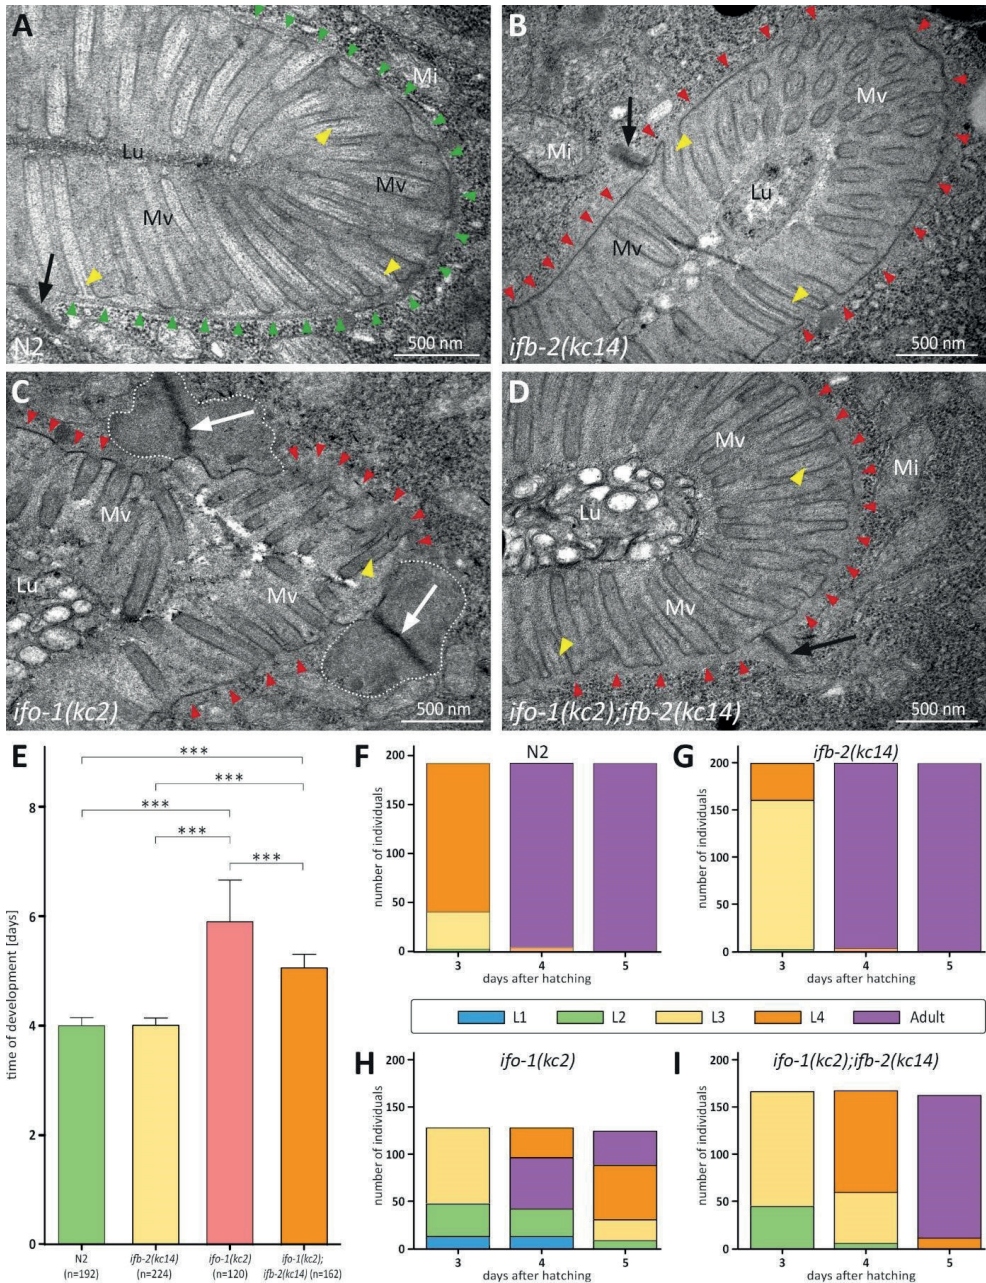 A
Mi
Lu
Mv
Mv
N2
500 nm
B
Mv
Mi
Lu
Mv
ifb-2(kc14)
500 nm
C
Mv
Lu
Mv
ifo-1(kc2)
500 nm
D
Mv
Mi
Lu
Mv
ifo-1(kc2);ifb-2(kc14)
500 nm
E
***
***
***
***
***
time of development [days]
8
6
4
2
0
N2
(n=192)
ifb-2(kc14)
(n=224)
ifo-1(kc2)
(n=120)
ifo-1(kc2);
ifb-2(kc14) (n=162)
F
N2
number of individuals
200
150
100
50
0
3 4 5
days after hatching
G
ifb-2(kc14)
number of individuals
200
150
100
50
0
3 4 5
days after hatching
L1 L2 L3 L4 Adult
H
ifo-1(kc2)
number of individuals
200
150
100
50
0
3 4 5
days after hatching
I
ifo-1(kc2);ifb-2(kc14)
number of individuals
200
150
100
50
0
3 4 5
days after hatching